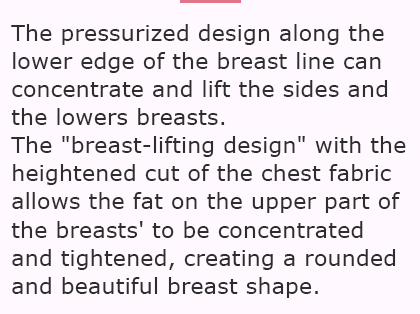 The pressurized design along the
lower edge of the breast line can
concentrate and lift the sides and
the lowers breasts.
The "breast-lifting design" with the
heightened cut of the chest fabric
allows the fat on the upper part of
the breasts' to be concentrated
and tightened, creating a rounded
and beautiful breast shape.